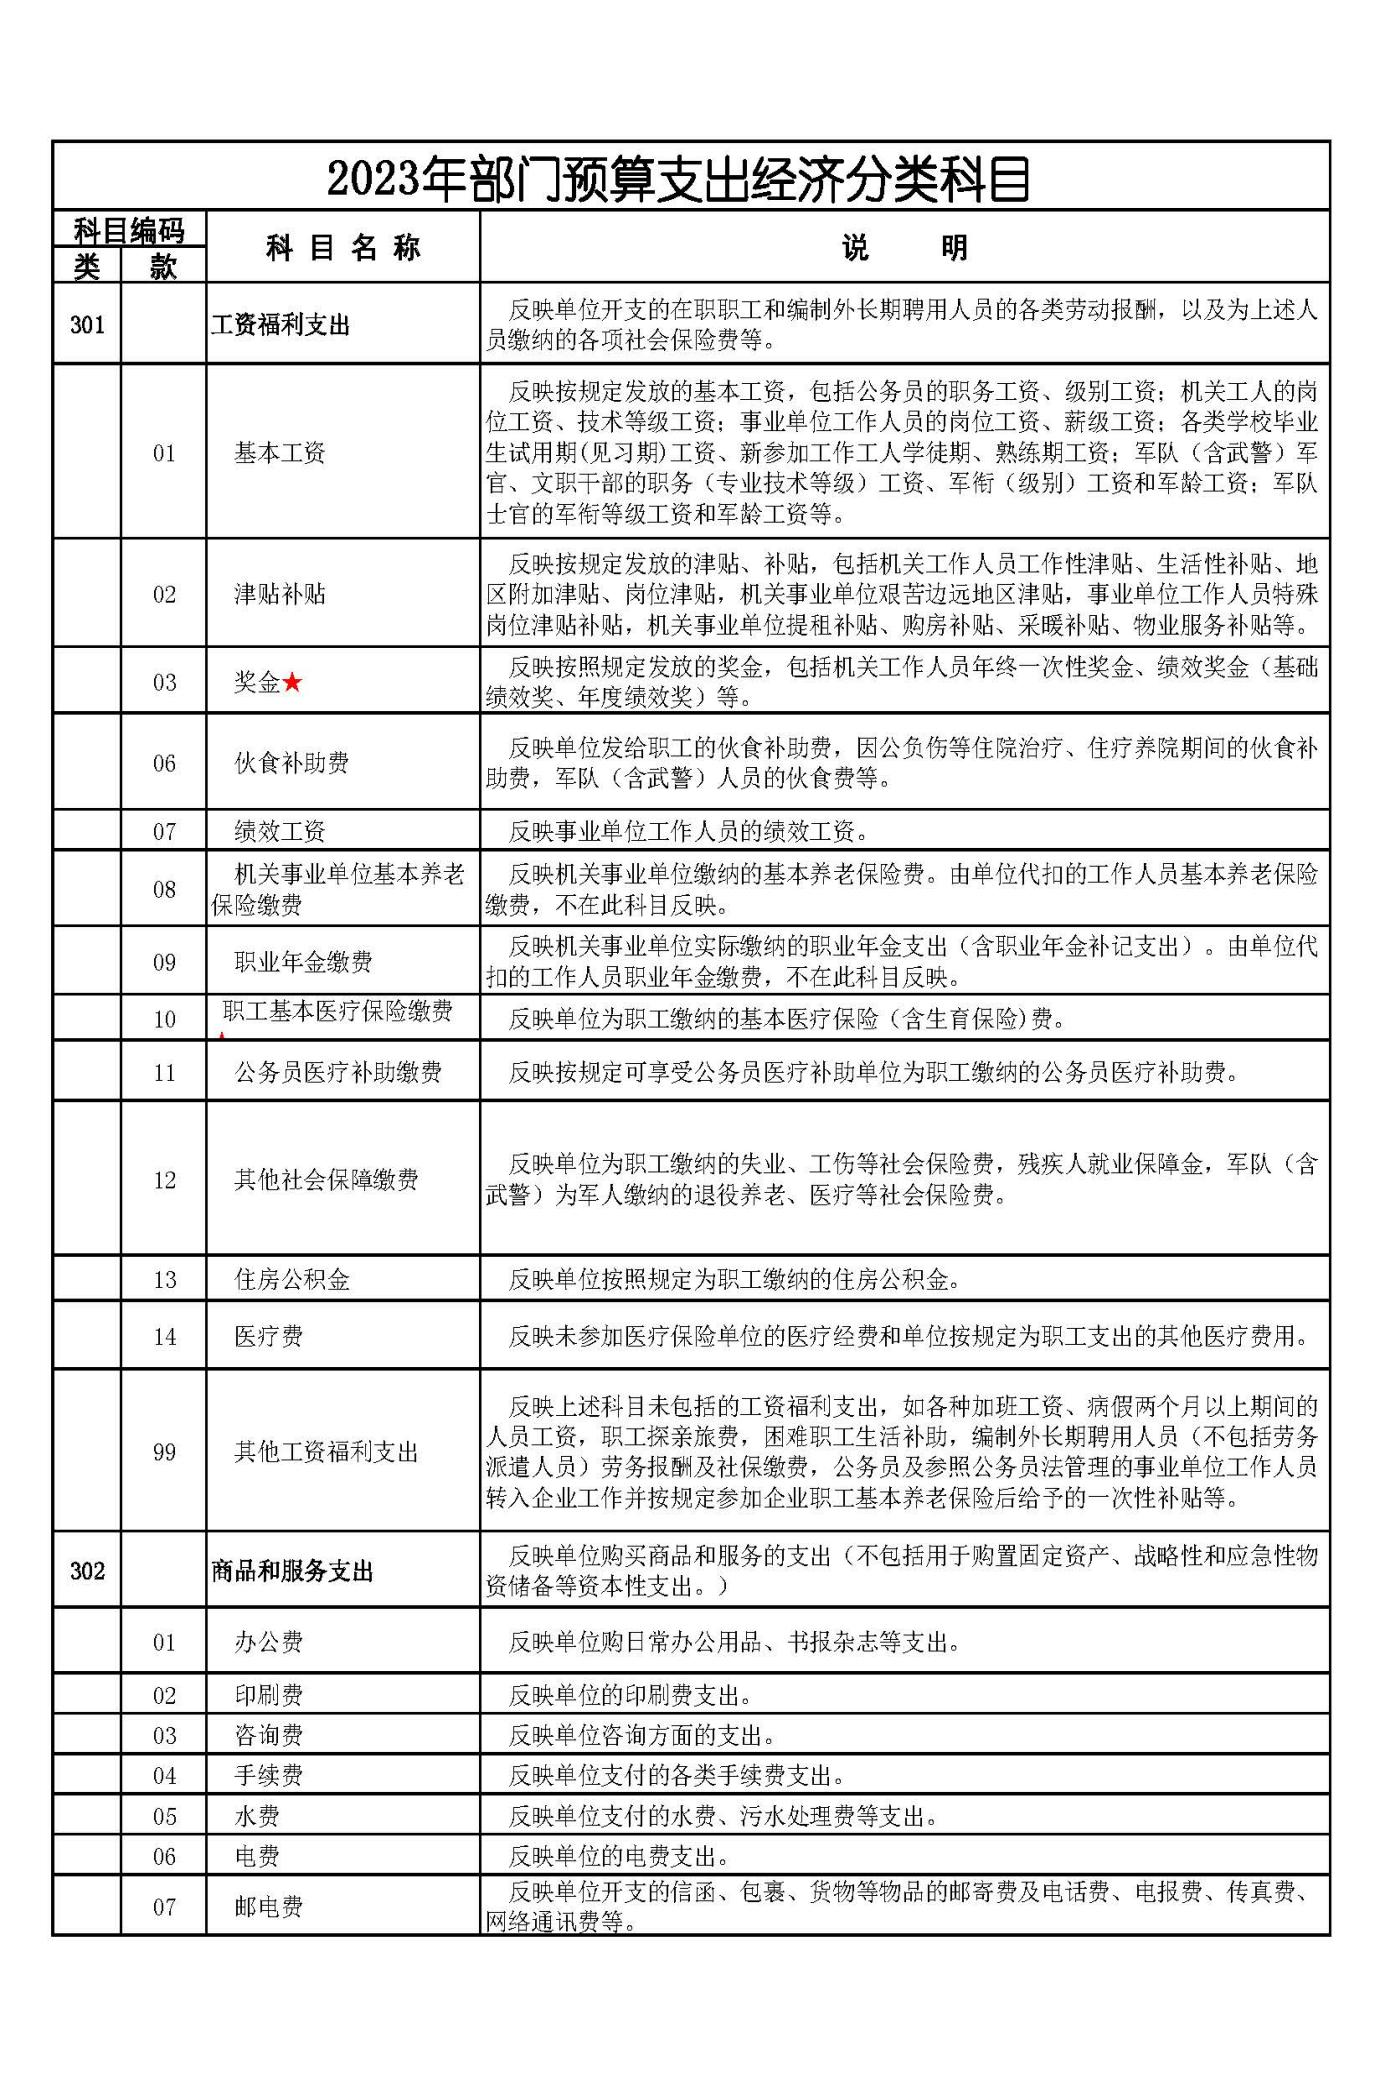 2023年部门预算支出经济分类科目
科目编码
科 目 名 称
说 明
类
款
301
工资福利支出
反映单位开支的在职职工和编制外长期聘用人员的各类劳动报酬，以及为上述人
员缴纳的各项社会保险费等。
01
基本工资
反映按规定发放的基本工资，包括公务员的职务工资、级别工资；机关工人的岗
位工资、技术等级工资；事业单位工作人员的岗位工资、薪级工资；各类学校毕业
生试用期(见习期)工资、新参加工作工人学徒期、熟练期工资；军队（含武警）军
官、文职干部的职务（专业技术等级）工资、军衔（级别）工资和军龄工资；军队
士官的军衔等级工资和军龄工资等。
02
津贴补贴
反映按规定发放的津贴、补贴，包括机关工作人员工作性津贴、生活性补贴、地
区附加津贴、岗位津贴，机关事业单位艰苦边远地区津贴，事业单位工作人员特殊
岗位津贴补贴，机关事业单位提租补贴、购房补贴、采暖补贴、物业服务补贴等。
03
奖金★
反映按照规定发放的奖金，包括机关工作人员年终一次性奖金、绩效奖金（基础
绩效奖、年度绩效奖）等。
06
伙食补助费
反映单位发给职工的伙食补助费，因公负伤等住院治疗、住疗养院期间的伙食补
助费，军队（含武警）人员的伙食费等。
07
绩效工资
反映事业单位工作人员的绩效工资。
08
机关事业单位基本养老
保险缴费
反映机关事业单位缴纳的基本养老保险费。由单位代扣的工作人员基本养老保险
缴费，不在此科目反映。
09
职业年金缴费
反映机关事业单位实际缴纳的职业年金支出（含职业年金补记支出）。由单位代
扣的工作人员职业年金缴费，不在此科目反映。
10
职工基本医疗保险缴费
反映单位为职工缴纳的基本医疗保险（含生育保险)费。
11
公务员医疗补助缴费
反映按规定可享受公务员医疗补助单位为职工缴纳的公务员医疗补助费。
12
其他社会保障缴费
反映单位为职工缴纳的失业、工伤等社会保险费，残疾人就业保障金，军队（含
武警）为军人缴纳的退役养老、医疗等社会保险费。
13
住房公积金
反映单位按照规定为职工缴纳的住房公积金。
14
医疗费
反映未参加医疗保险单位的医疗经费和单位按规定为职工支出的其他医疗费用。
99
其他工资福利支出
反映上述科目未包括的工资福利支出，如各种加班工资、病假两个月以上期间的
人员工资，职工探亲旅费，困难职工生活补助，编制外长期聘用人员（不包括劳务
派遣人员）劳务报酬及社保缴费，公务员及参照公务员法管理的事业单位工作人员
转入企业工作并按规定参加企业职工基本养老保险后给予的一次性补贴等。
302
商品和服务支出
反映单位购买商品和服务的支出（不包括用于购置固定资产、战略性和应急性物
资储备等资本性支出。）
01
办公费
反映单位购日常办公用品、书报杂志等支出。
02
印刷费
反映单位的印刷费支出。
03
咨询费
反映单位咨询方面的支出。
04
手续费
反映单位支付的各类手续费支出。
05
水费
反映单位支付的水费、污水处理费等支出。
06
电费
反映单位的电费支出。
07
邮电费
反映单位开支的信函、包裹、货物等物品的邮寄费及电话费、电报费、传真费、
网络通讯费等。